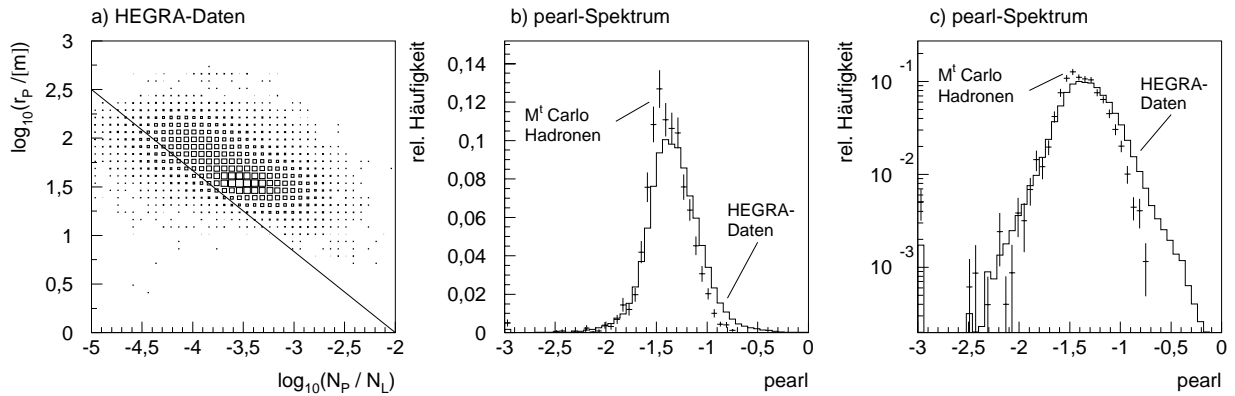 a) HEGRA-Daten
log10(rP /[m])
3
2,5
2
1,5
1
0,5
0
-5
-4,5
-4
-3,5
-3
-2,5
-2
log10(NP / NL)
b) pearl-Spektrum
rel. Häufigkeit
0,14
0,12
0,1
0,08
0,06
0,04
0,02
0
Mt Carlo
Hadronen
HEGRA-
Daten
-3
-2,5
-2
-1,5
-1
-0,5
0
pearl
c) pearl-Spektrum
rel. Häufigkeit
10-1
10-2
10-3
Mt Carlo
Hadronen
HEGRA-
Daten
-3
-2,5
-2
-1,5
-1
-0,5
0
pearl